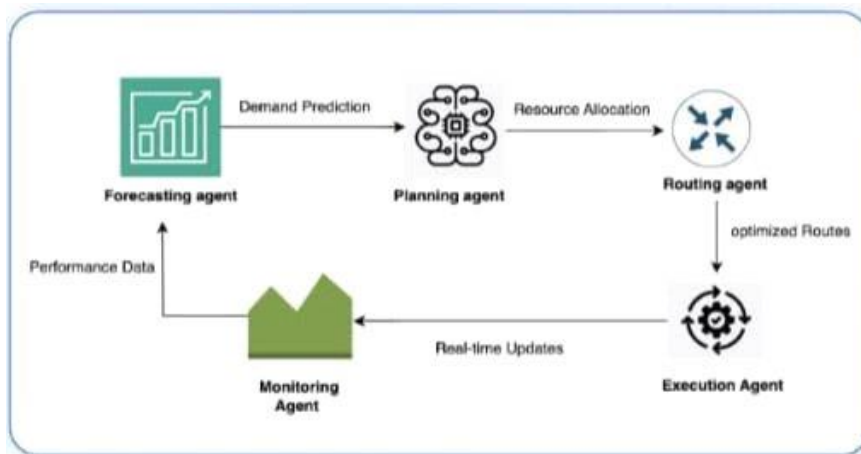 Demand Prediction
Resource Allocation
Forecasting agent
Planning agent
Routing agent
optimized Routes
Performance Data
Real-time Updates
Monitoring
Agent
Execution Agent